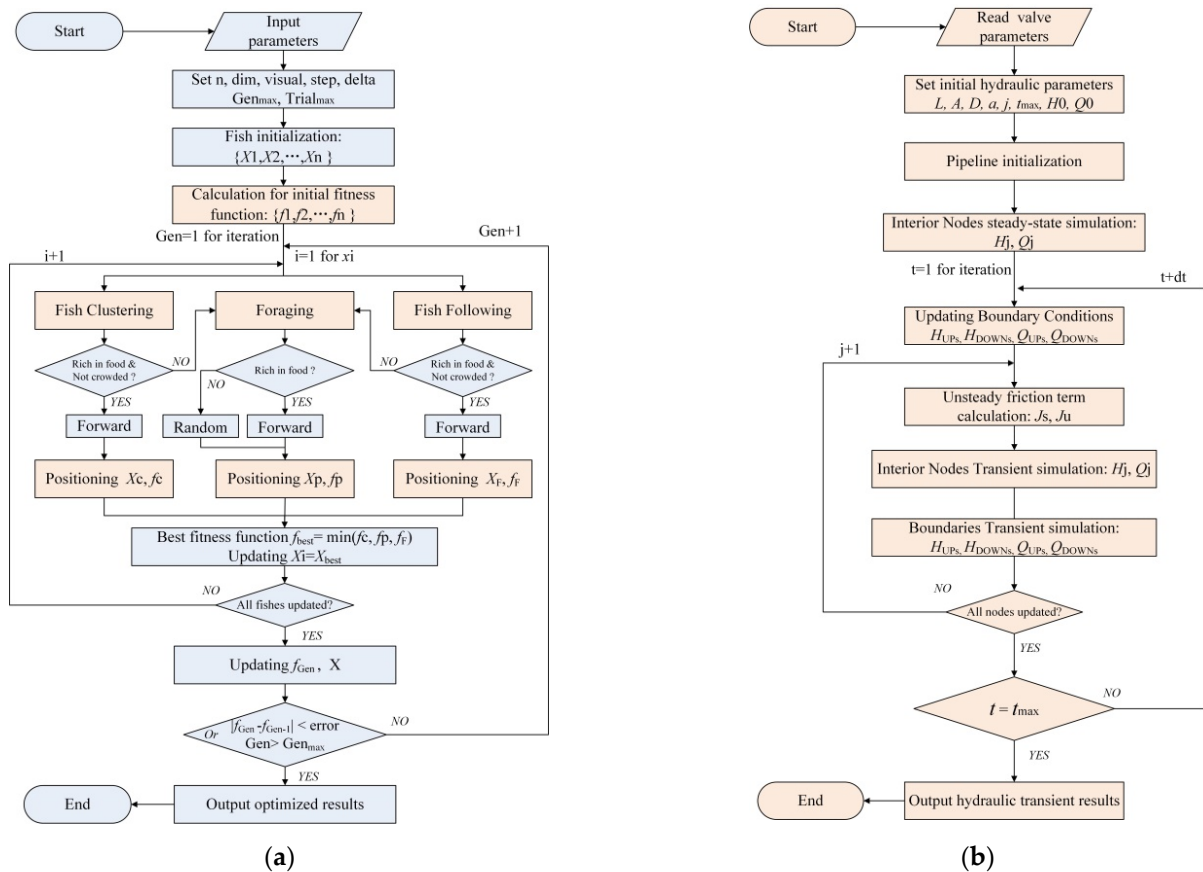 Start
Input
parameters
Set n, dim, visual, step, delta
Genmax, Trialmax
Fish initialization:
{X1,X2,⋯,Xn }
Calculation for initial fitness
function: {f1,f2,⋯,fn }
Gen=1 for iteration
Gen+1
i+1
i=1 for xi
Fish Clustering
Foraging
Fish Following
Rich in food &
Not crowded ?
NO
Rich in food ?
NO
Rich in food &
Not crowded ?
NO
YES
YES
YES
Forward
Random
Forward
Forward
Positioning Xc, fc
Positioning Xp, fp
Positioning XF, fF
Best fitness function fbest= min(fc, fp, fF)
Updating Xi=Xbest
NO
All fishes updated?
YES
Updating fGen , X
|fGen -fGen-1| < error
Or
Gen> Genmax
NO
YES
End
Output optimized results
(a)
Start
Read valve
parameters
Set initial hydraulic parameters
L, A, D, a, j, tmax, H0, Q0
Pipeline initialization
Interior Nodes steady-state simulation:
Hj, Qj
t=1 for iteration
t+dt
Updating Boundary Conditions
HUPs, HDOWNs, QUPs, QDOWNs
j+1
Unsteady friction term
calculation: Js, Ju
Interior Nodes Transient simulation: Hj, Qj
Boundaries Transient simulation:
HUPs, HDOWNs, QUPs, QDOWNs
NO
All nodes updated?
YES
t = tmax
NO
YES
End
Output hydraulic transient results
(b)